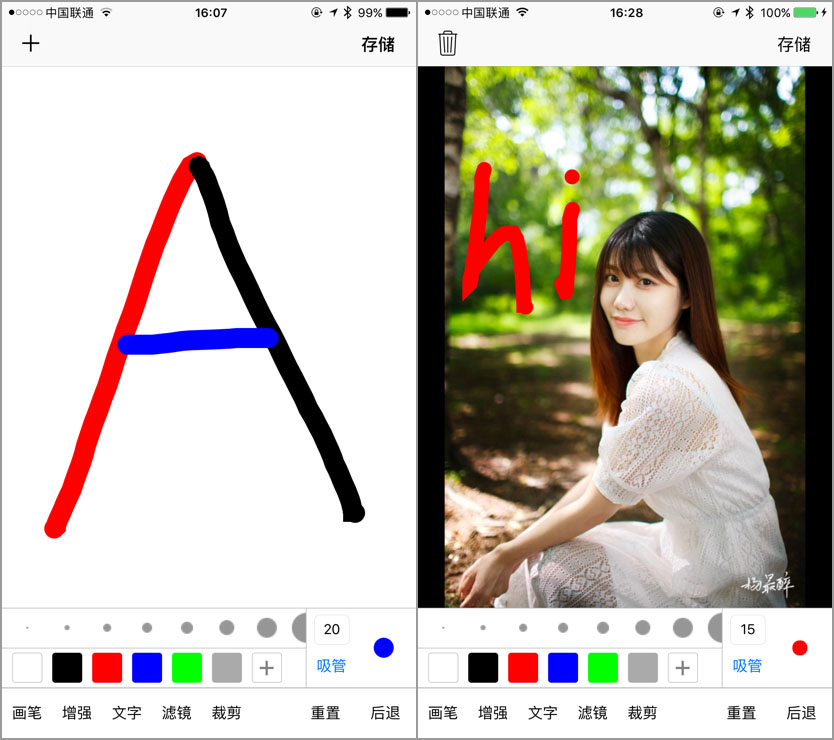 中国联通 16:07 99%
存储
A
20
吸管
画笔 增强 文字 滤镜 裁剪 重置 后退
中国联通 16:28 100%
存储
hi
杨最醉
15
吸管
画笔 增强 文字 滤镜 裁剪 重置 后退